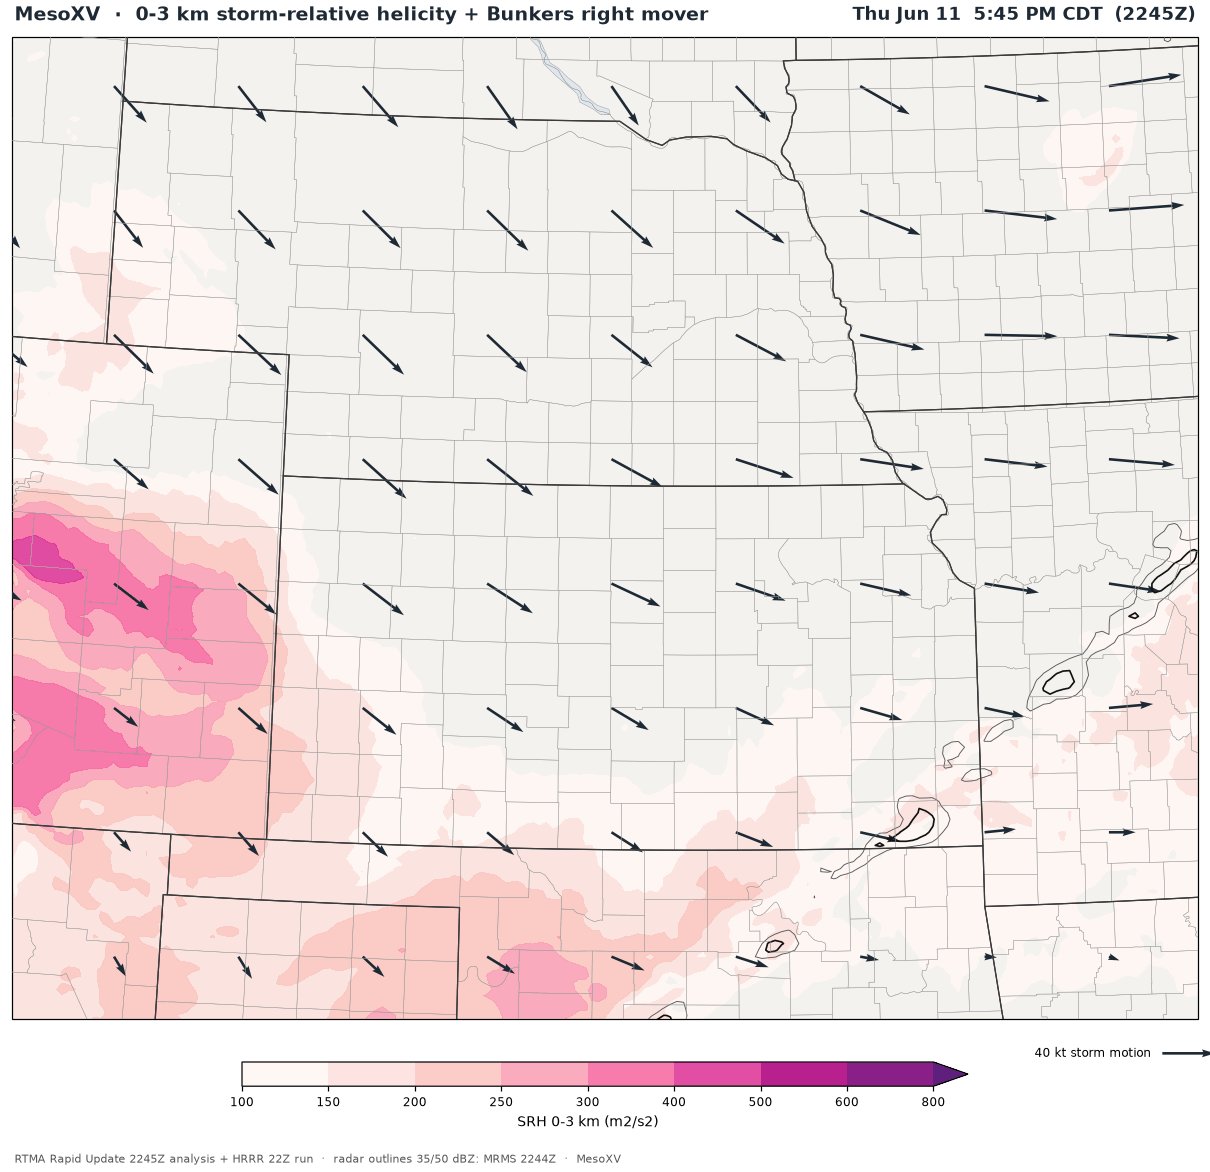 MesoXV · 0-3 km storm-relative helicity + Bunkers right mover
Thu Jun 11 5:45 PM CDT (2245Z)
40 kt storm motion
100 150 200 250 300 400 500 600 800
SRH 0-3 km (m2/s2)
RTMA Rapid Update 2245Z analysis + HRRR 22Z run · radar outlines 35/50 dBZ: MRMS 2244Z · MesoXV